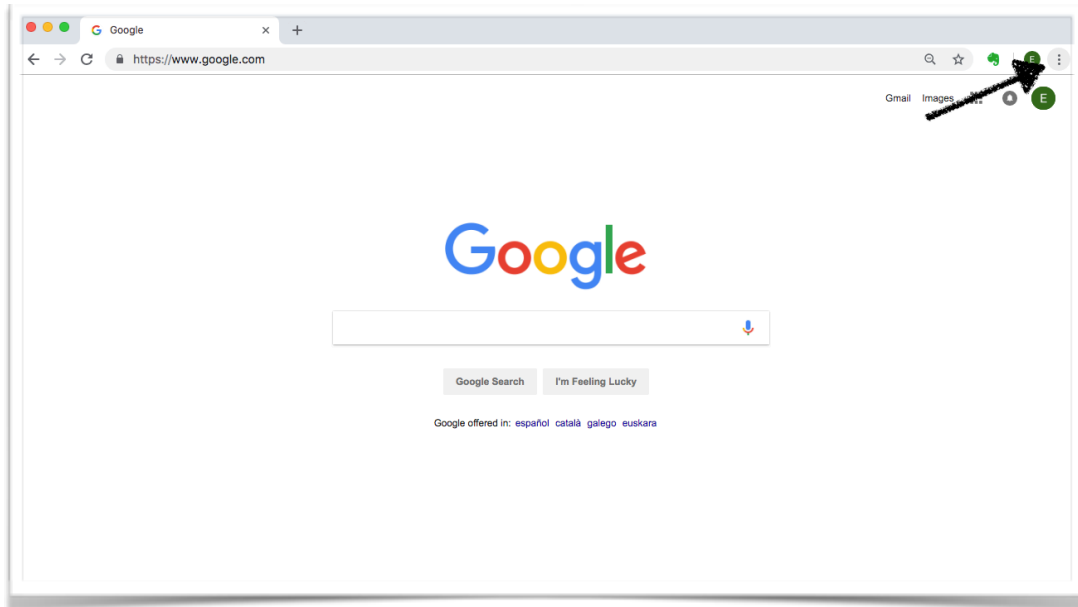 Google
https://www.google.com
E
Gmail Images E
Google
Google Search I'm Feeling Lucky
Google offered in: español català galego euskara